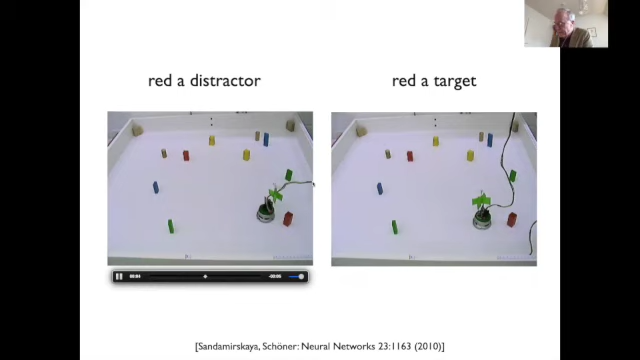 red a distractor
red a target
[Sandamirskaya, Schöner: Neural Networks 23:1163 (2010)]